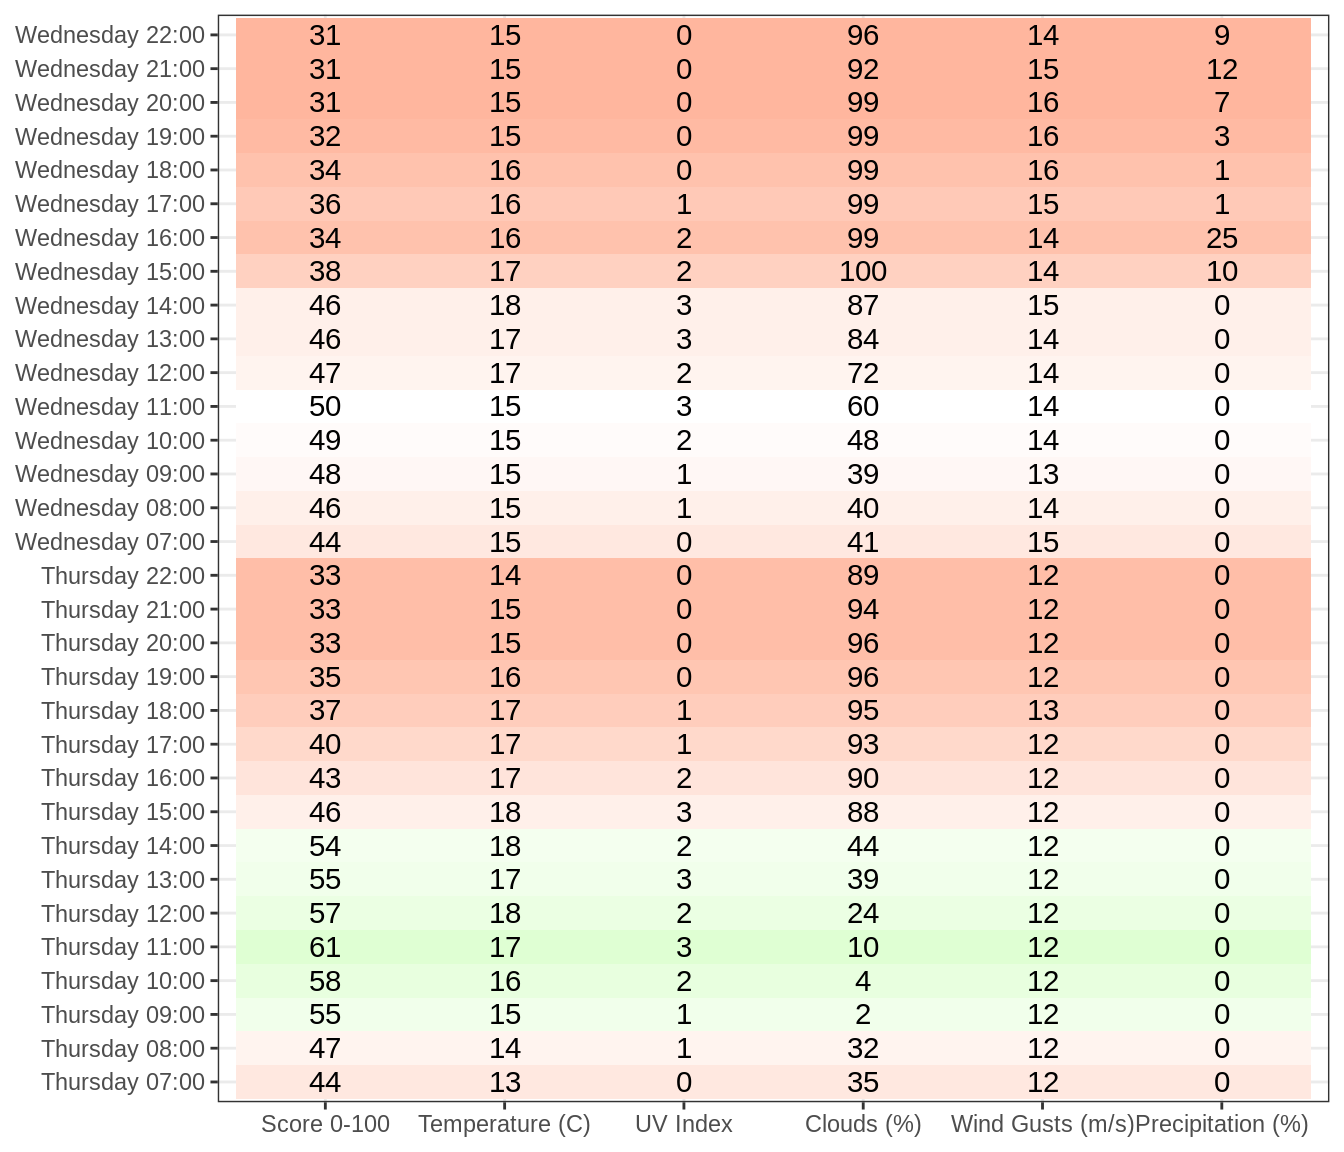 Wednesday 22:00 31 15 0 96 14 9
Wednesday 21:00 31 15 0 92 15 12
Wednesday 20:00 31 15 0 99 16 7
Wednesday 19:00 32 15 0 99 16 3
Wednesday 18:00 34 16 0 99 16 1
Wednesday 17:00 36 16 1 99 15 1
Wednesday 16:00 34 16 2 99 14 25
Wednesday 15:00 38 17 2 100 14 10
Wednesday 14:00 46 18 3 87 15 0
Wednesday 13:00 46 17 3 84 14 0
Wednesday 12:00 47 17 2 72 14 0
Wednesday 11:00 50 15 3 60 14 0
Wednesday 10:00 49 15 2 48 14 0
Wednesday 09:00 48 15 1 39 13 0
Wednesday 08:00 46 15 1 40 14 0
Wednesday 07:00 44 15 0 41 15 0
Thursday 22:00 33 14 0 89 12 0
Thursday 21:00 33 15 0 94 12 0
Thursday 20:00 33 15 0 96 12 0
Thursday 19:00 35 16 0 96 12 0
Thursday 18:00 37 17 1 95 13 0
Thursday 17:00 40 17 1 93 12 0
Thursday 16:00 43 17 2 90 12 0
Thursday 15:00 46 18 3 88 12 0
Thursday 14:00 54 18 2 44 12 0
Thursday 13:00 55 17 3 39 12 0
Thursday 12:00 57 18 2 24 12 0
Thursday 11:00 61 17 3 10 12 0
Thursday 10:00 58 16 2 4 12 0
Thursday 09:00 55 15 1 2 12 0
Thursday 08:00 47 14 1 32 12 0
Thursday 07:00 44 13 0 35 12 0
Score 0-100 Temperature (C) UV Index Clouds (%) Wind Gusts (m/s) Precipitation (%)